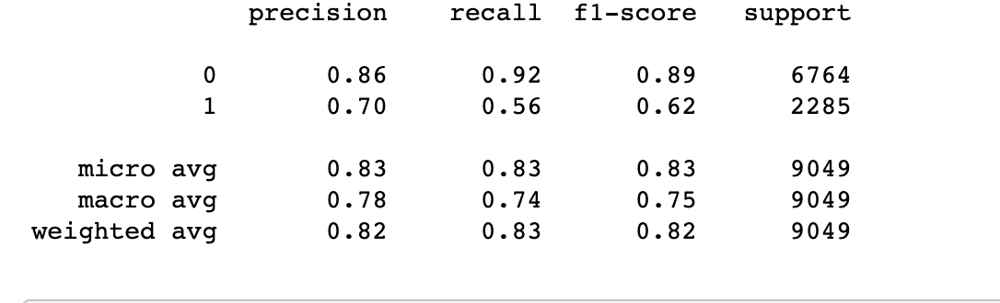 precision recall f1-score support
0 0.86 0.92 0.89 6764
1 0.70 0.56 0.62 2285
micro avg 0.83 0.83 0.83 9049
macro avg 0.78 0.74 0.75 9049
weighted avg 0.82 0.83 0.82 9049